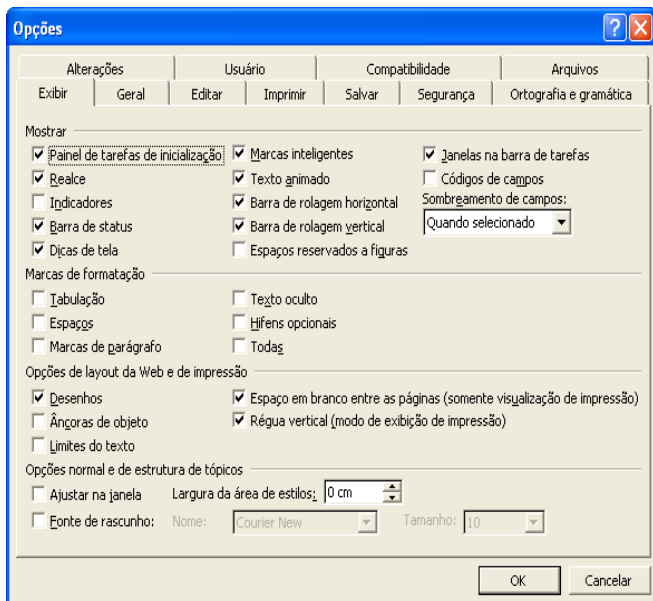 Opções
Alterações Usuário Compatibilidade Arquivos
Exibir Geral Editar Imprimir Salvar Segurança Ortografia e gramática
Mostrar
Painel de tarefas de inicialização Marcas inteligentes Janelas na barra de tarefas
Realce Texto animado Códigos de campos
Indicadores Barra de rolagem horizontal Sombreamento de campos:
Barra de status Barra de rolagem vertical Quando selecionado
Dicas de tela Espaços reservados a figuras
Marcas de formatação
Tabulação Texto oculto
Espaços Hifens opcionais
Marcas de parágrafo Todas
Opções de layout da Web e de impressão
Desenhos Espaço em branco entre as páginas (somente visualização de impressão)
Âncoras de objeto Régua vertical (modo de exibição de impressão)
Limites do texto
Opções normal e de estrutura de tópicos
Ajustar na janela Largura da área de estilos: 0 cm
Fonte de rascunho: Nome: Courier New Tamanho: 10
OK Cancelar